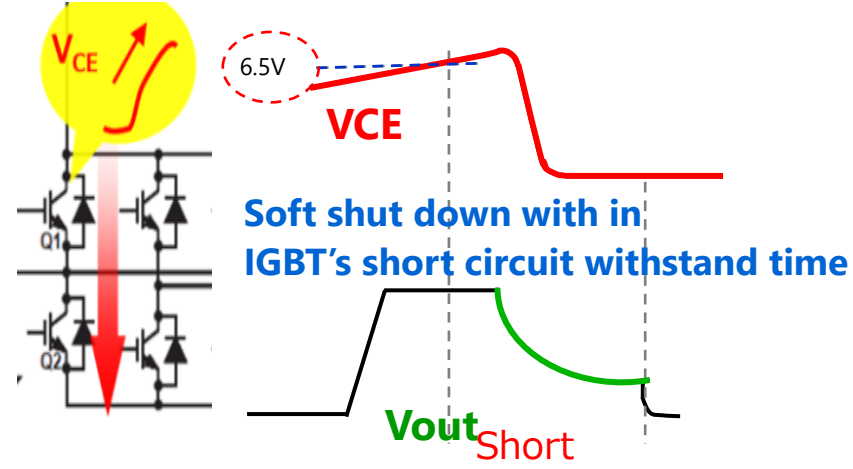 VCE
Q1
Q2
6.5V
VCE
Soft shut down with in
IGBT’s short circuit withstand time
Vout
Short